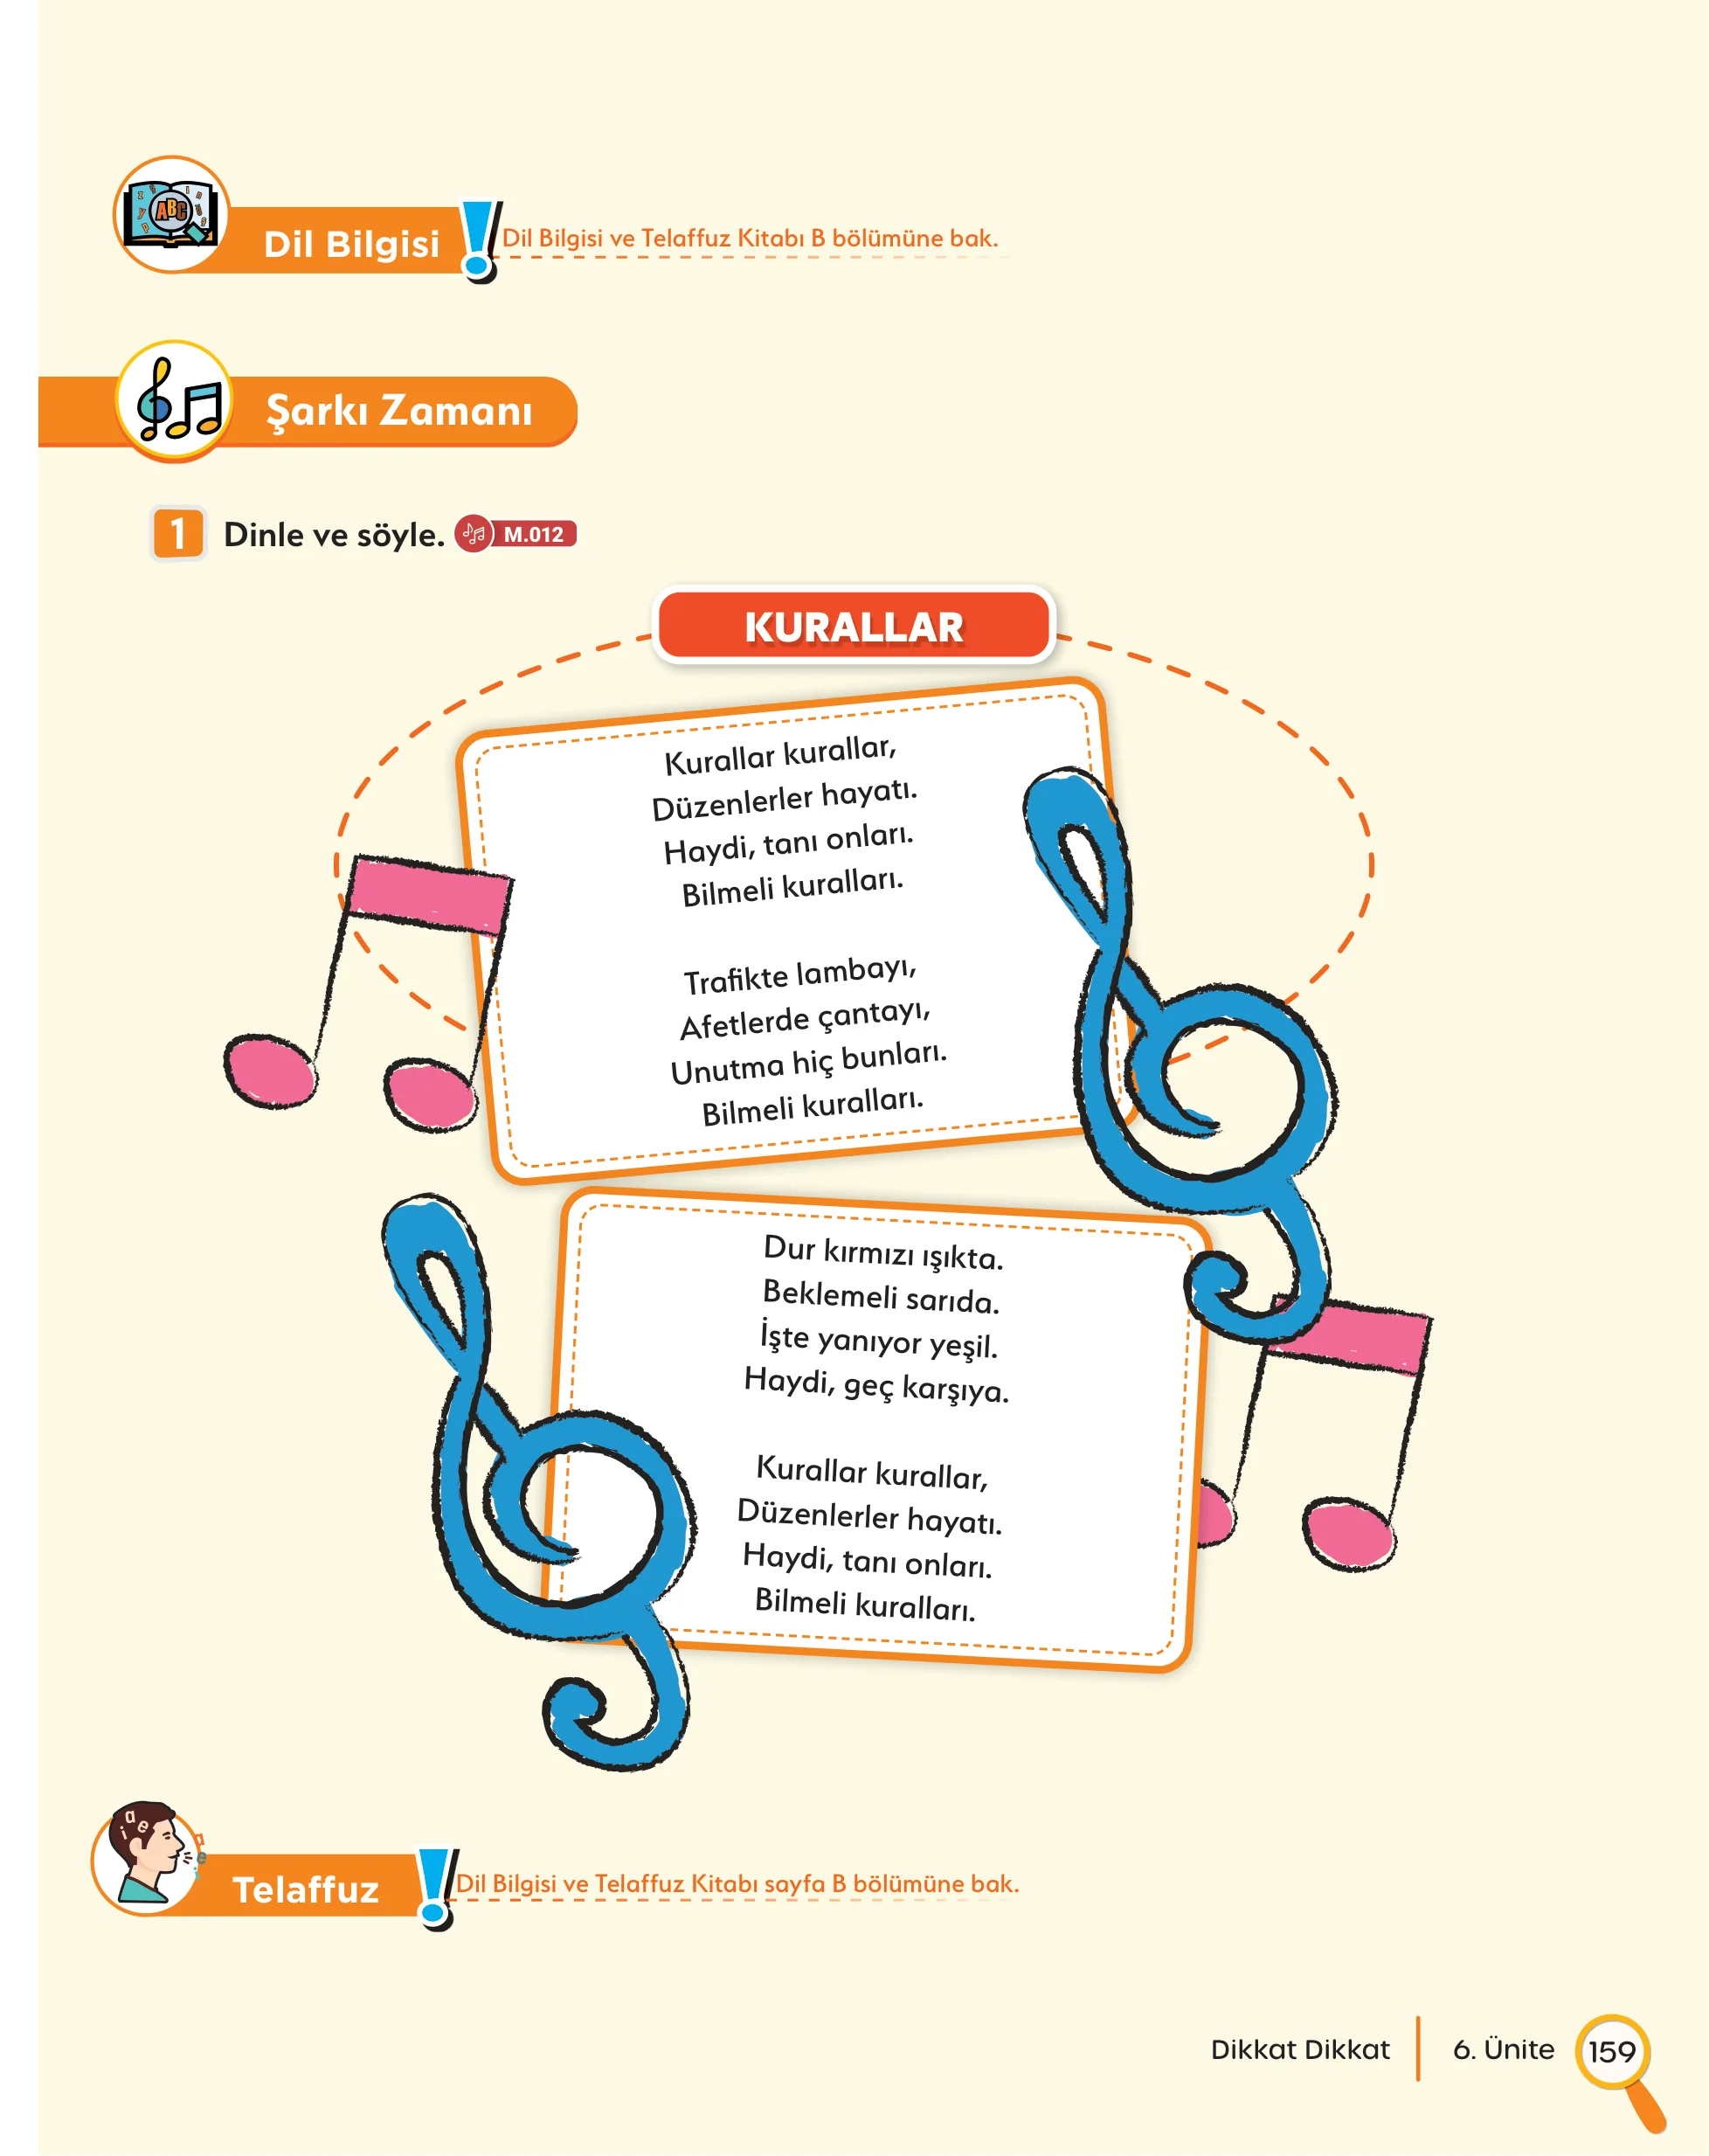 Dil Bilgisi
Dil Bilgisi ve Telaffuz Kitabı B bölümüne bak.
Şarkı Zamanı
1 Dinle ve söyle. M.012
KURALLAR
Kurallar kurallar,
Düzenlerler hayatı.
Haydi, tanı onları.
Bilmeli kuralları.
Trafikte lambayı,
Afetlerde çantayı,
Unutma hiç bunları.
Bilmeli kuralları.
Dur kırmızı ışıkta.
Beklemeli sarıda.
İşte yanıyor yeşil.
Haydi, geç karşıya.
Kurallar kurallar,
Düzenlerler hayatı.
Haydi, tanı onları.
Bilmeli kuralları.
Telaffuz
Dil Bilgisi ve Telaffuz Kitabı sayfa B bölümüne bak.
Dikkat Dikkat 6. Ünite 159